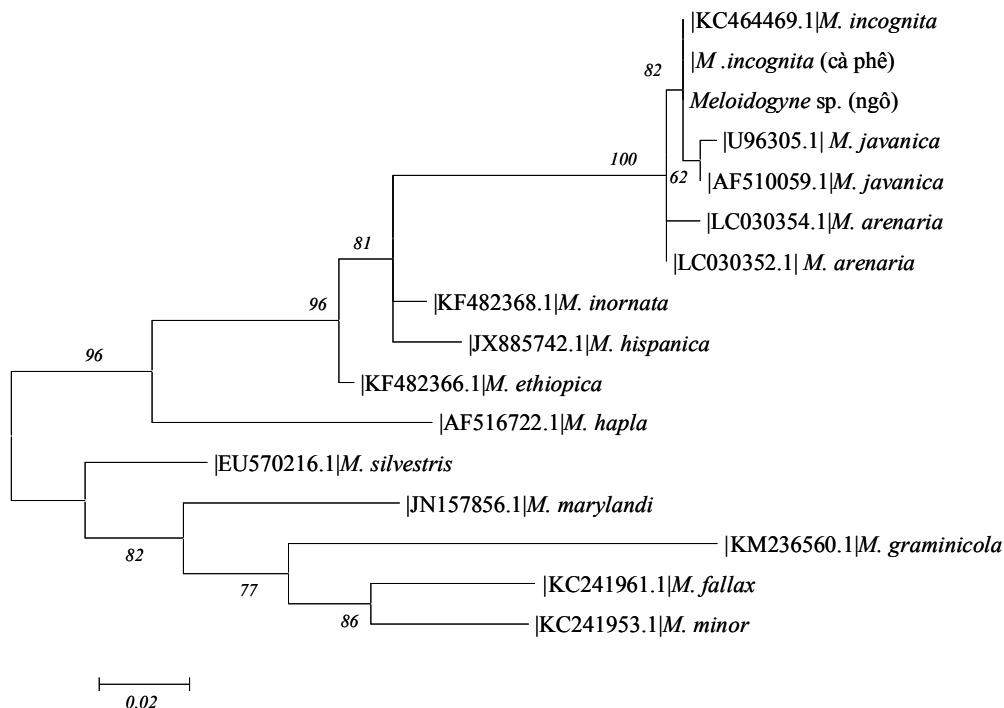 |KC464469.1|M. incognita
82
|M .incognita (cà phê)
Meloidogyne sp. (ngô)
|U96305.1| M. javanica
100
62
|AF510059.1|M. javanica
|LC030354.1|M. arenaria
81
|LC030352.1| M. arenaria
96
|KF482368.1|M. inornata
|JX885742.1|M. hispanica
96
|KF482366.1|M. ethiopica
|AF516722.1|M. hapla
|EU570216.1|M. silvestris
|JN157856.1|M. marylandi
82
|KM236560.1|M. graminicola
77
|KC241961.1|M. fallax
86
|KC241953.1|M. minor
0.02